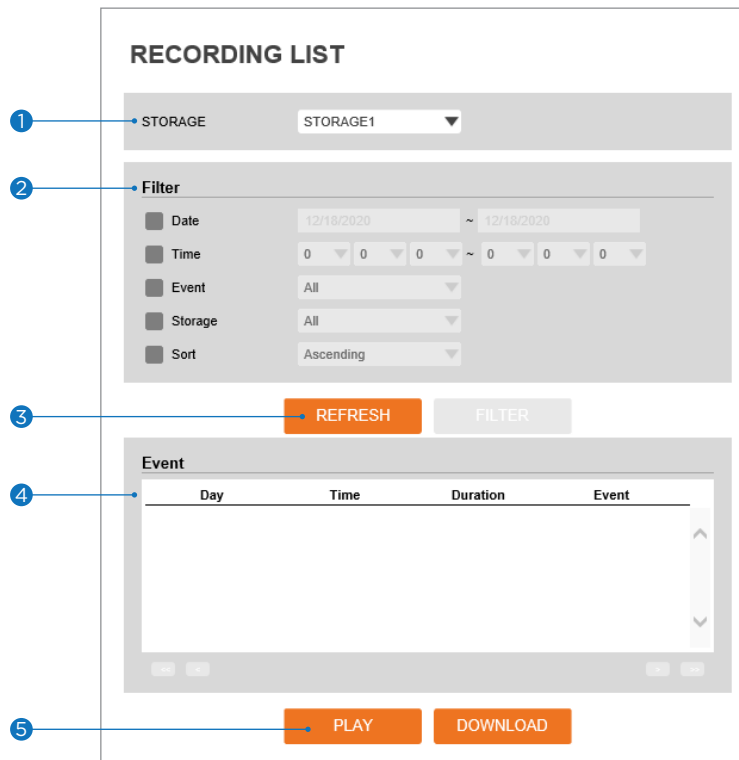 RECORDING LIST
1 STORAGE STORAGE1
2 Filter
Date 12/18/2020 ~ 12/18/2020
Time 0 0 0 ~ 0 0 0
Event All
Storage All
Sort Ascending
3 REFRESH FILTER
Event
4 Day Time Duration Event
<< < > >>
5 PLAY DOWNLOAD